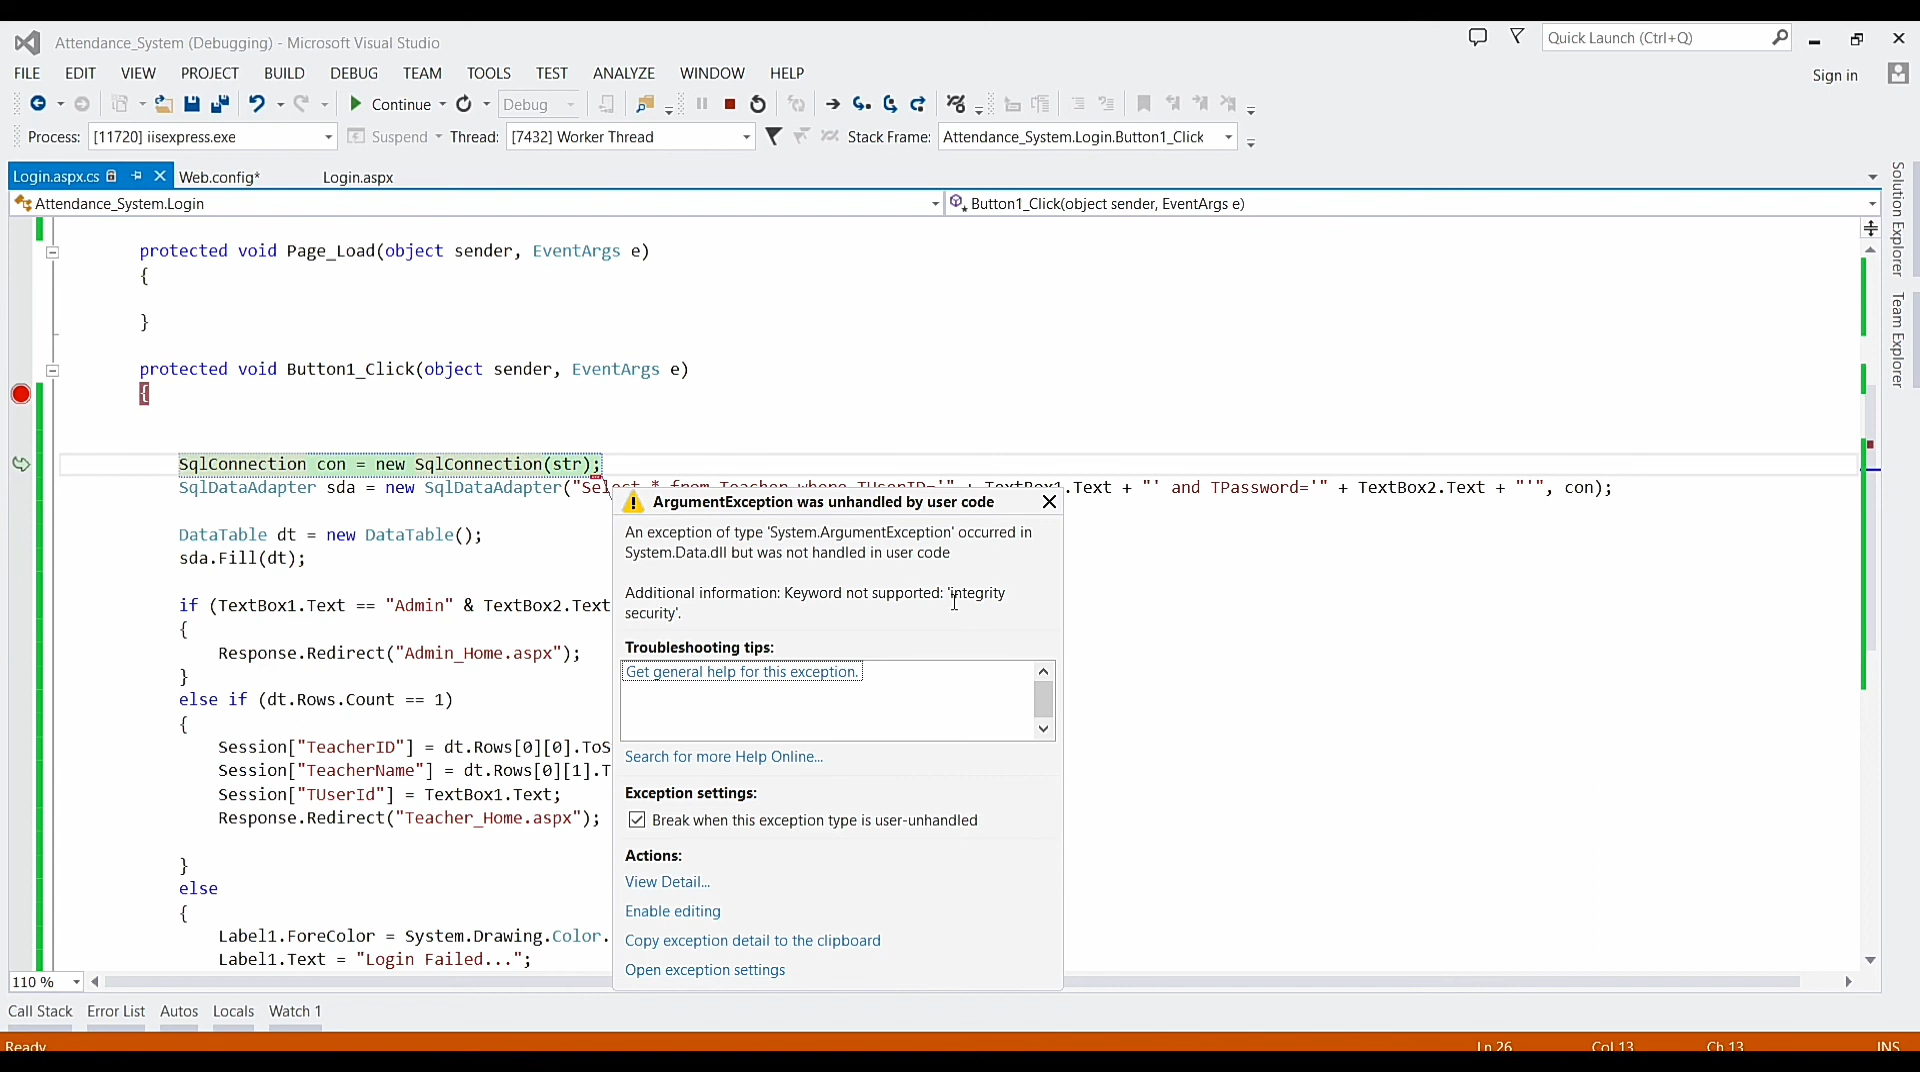 Attendance_System (Debugging) - Microsoft Visual Studio
Quick Launch (Ctrl+Q)
FILE EDIT VIEW PROJECT BUILD DEBUG TEAM TOOLS TEST ANALYZE WINDOW HELP
Sign in
Continue
Debug
Process: [11720] iisexpress.exe Suspend Thread: [7432] Worker Thread Stack Frame: Attendance_System.Login.Button1_Click
Login.aspx.cs Web.config* Login.aspx
Attendance_System.Login Button1_Click(object sender, EventArgs e)
Solution Explorer
Team Explorer
protected void Page_Load(object sender, EventArgs e)
{
}
protected void Button1_Click(object sender, EventArgs e)
{
SqlConnection con = new SqlConnection(str);
SqlDataAdapter sda = new SqlDataAdapter("Select * from Teacher where TUserID='" + TextBox1.Text + "' and TPassword='" + TextBox2.Text + "'", con);
DataTable dt = new DataTable();
sda.Fill(dt);
if (TextBox1.Text == "Admin" & TextBox2.Text
{
Response.Redirect("Admin_Home.aspx");
}
else if (dt.Rows.Count == 1)
{
Session["TeacherID"] = dt.Rows[0][0].ToS
Session["TeacherName"] = dt.Rows[0][1].T
Session["TUserId"] = TextBox1.Text;
Response.Redirect("Teacher_Home.aspx");
}
else
{
Label1.ForeColor = System.Drawing.Color.
Label1.Text = "Login Failed...";
ArgumentException was unhandled by user code
An exception of type 'System.ArgumentException' occurred in
System.Data.dll but was not handled in user code
Additional information: Keyword not supported: 'integrity
security'.
Troubleshooting tips:
Get general help for this exception.
Search for more Help Online...
Exception settings:
Break when this exception type is user-unhandled
Actions:
View Detail...
Enable editing
Copy exception detail to the clipboard
Open exception settings
110 %
Call Stack Error List Autos Locals Watch 1
Ready Ln 26 Col 13 Ch 13 INS